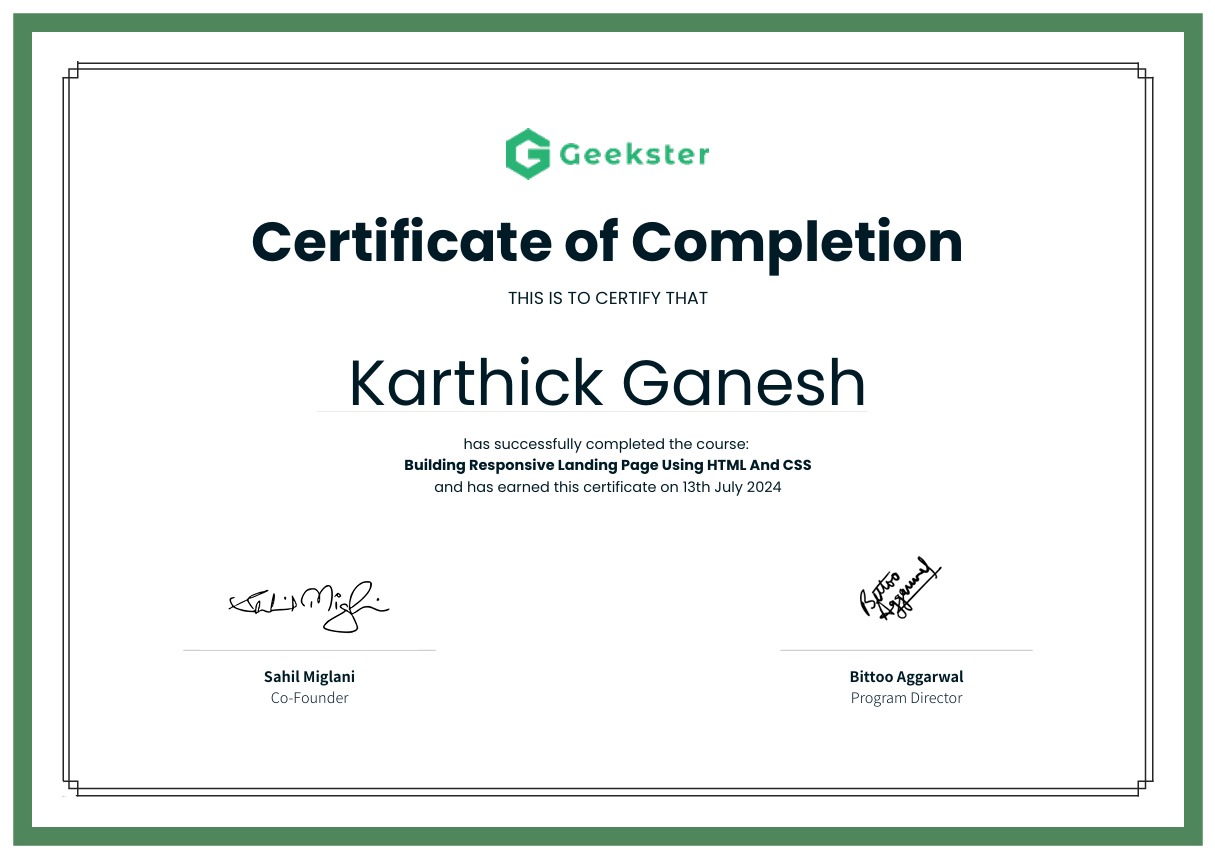 Geekster
Certificate of Completion
THIS IS TO CERTIFY THAT
Karthick Ganesh
has successfully completed the course:
Building Responsive Landing Page Using HTML And CSS
and has earned this certificate on 13th July 2024
Sahil Miglani
Bittoo
Aggarwal
Sahil Miglani
Co-Founder
Bittoo Aggarwal
Program Director